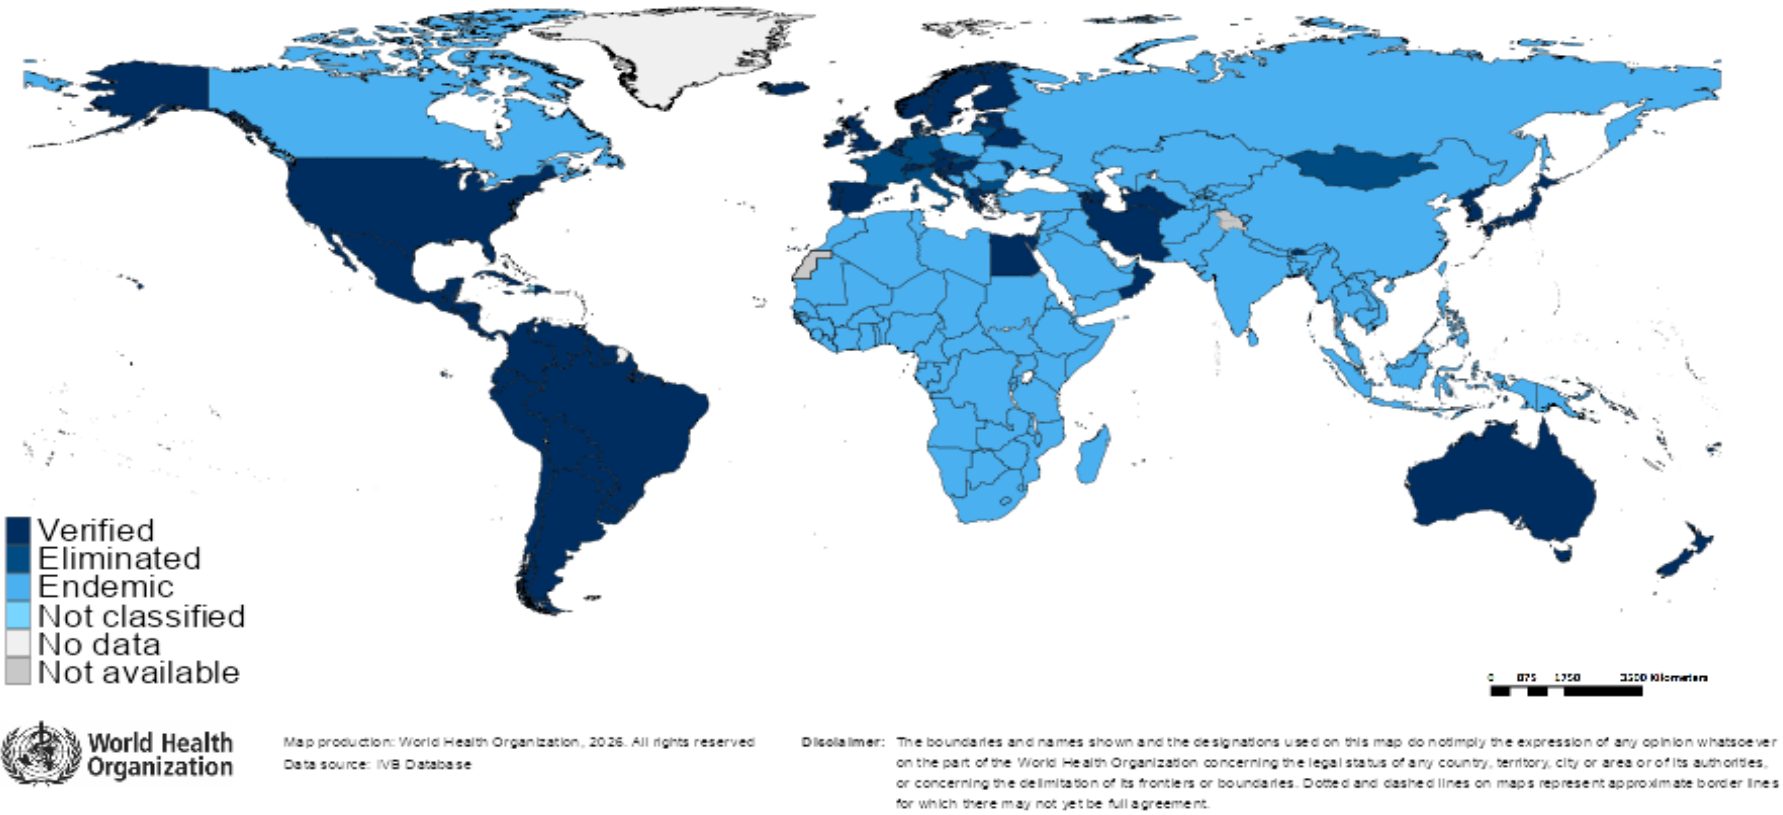 Verified
Eliminated
Endemic
Not classified
No data
Not available
0 875 1750 3500 Kilometers
World Health
Organization
Map production: World Health Organization, 2026. All rights reserved
Data source: IVB Database
Disclaimer: The boundaries and names shown and the designations used on this map do notimply the expression of any opinion whatsoever
on the part of the World Health Organization concerning the legal status of any country, territory, city or area or of its authorities,
or concerning the delimitation of its frontiers or boundaries. Dotted and dashed lines on maps represent approximate border lines
for which there may not yet be full agreement.